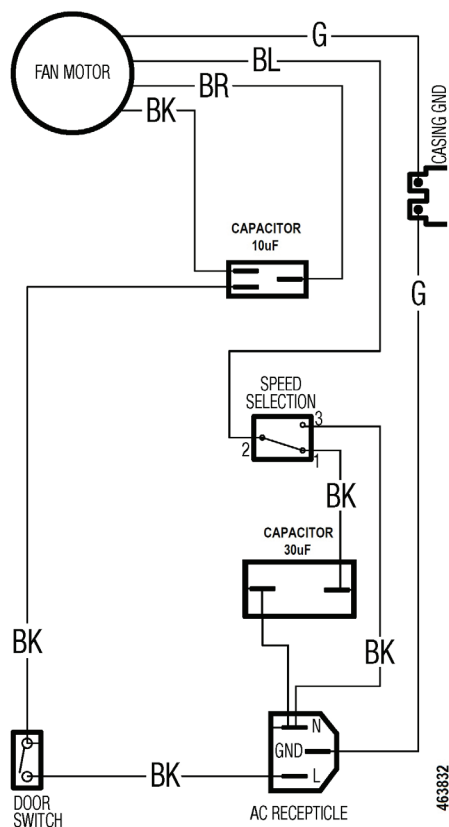 G
BL
FAN MOTOR
BR
BK
CASING GND
CAPACITOR
10uF
G
SPEED
SELECTION
3
2
1
BK
CAPACITOR
30uF
BK
BK
N
GND
L
BK
DOOR
SWITCH
AC RECEPTICLE
463832